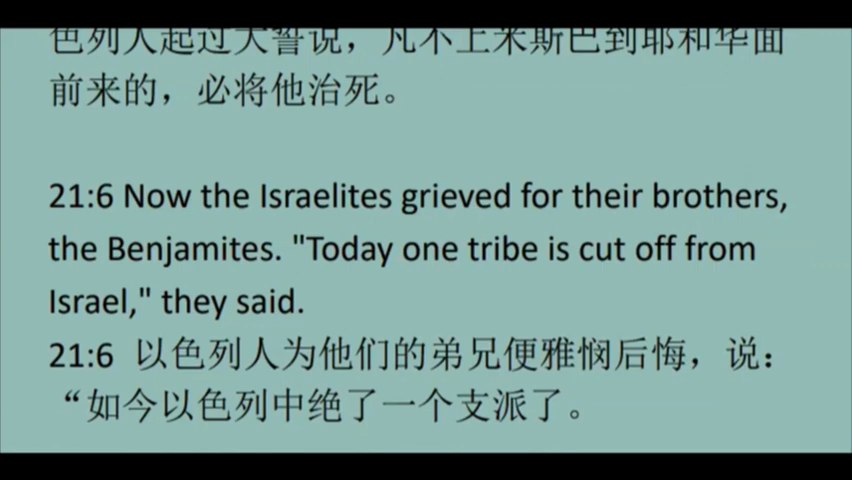 色列人起过大誓说，凡不上米斯巴到耶和华面
前来的，必将他治死。
21:6 Now the Israelites grieved for their brothers,
the Benjamites. "Today one tribe is cut off from
Israel," they said.
21:6 以色列人为他们的弟兄便雅悯后悔，说：
“如今以色列中绝了一个支派了。